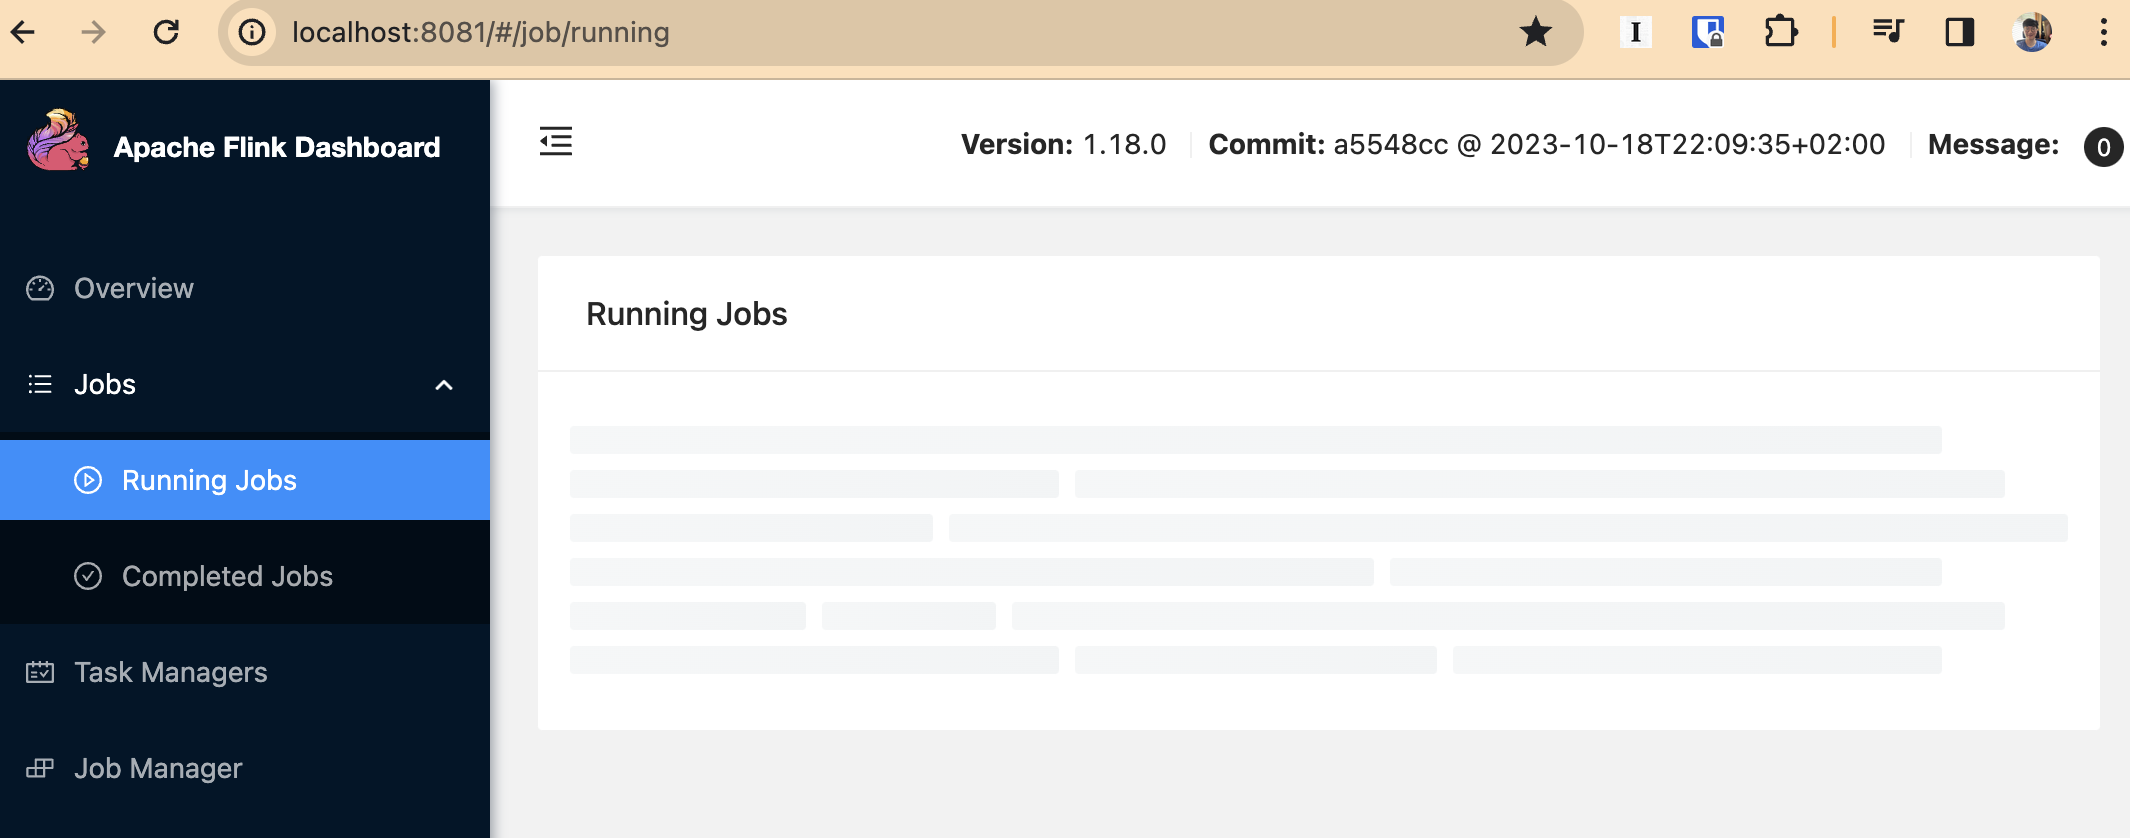 localhost:8081/#/job/running
I
Apache Flink Dashboard
Version: 1.18.0 Commit: a5548cc @ 2023-10-18T22:09:35+02:00 Message: 0
Overview
Jobs
Running Jobs
Completed Jobs
Task Managers
Job Manager
Running Jobs